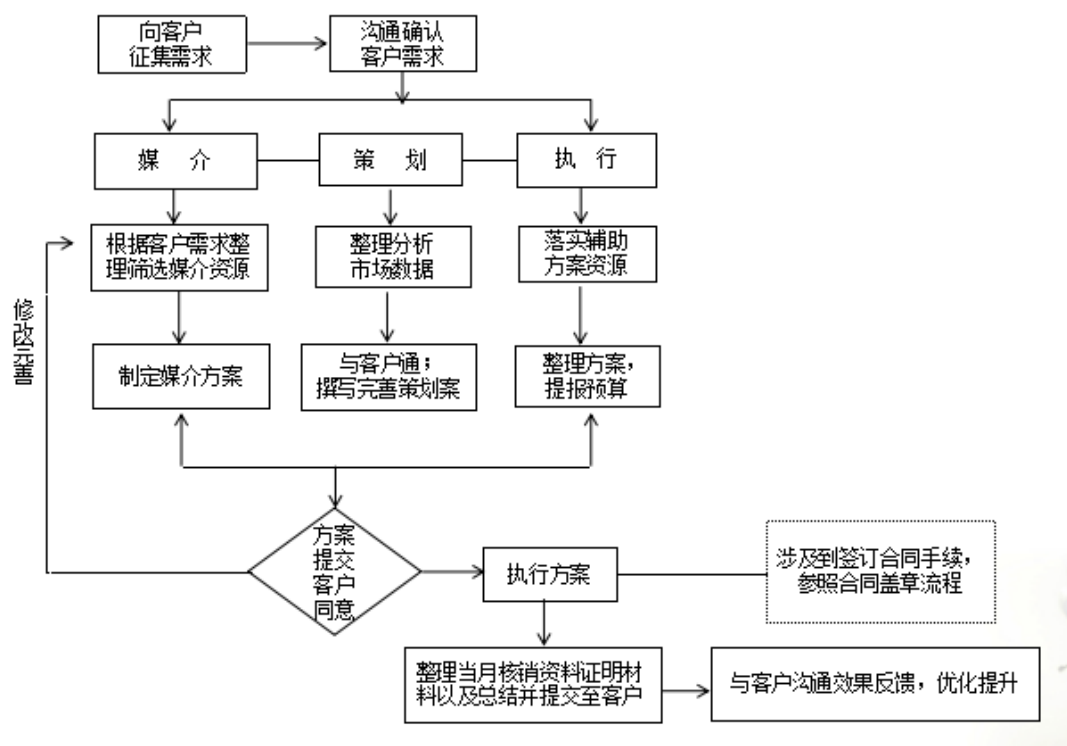 向客户
征集需求
沟通确认
客户需求
媒 介
策 划
执 行
根据客户需求整
理筛选媒介资源
整理分析
市场数据
落实辅助
方案资源
修改完善
制定媒介方案
与客户通；
撰写完善策划案
整理方案，
提报预算
方案
提交
客户
同意
执行方案
涉及到签订合同手续，
参照合同盖章流程
整理当月核销资料证明材
料以及总结并提交至客户
与客户沟通效果反馈，优化提升